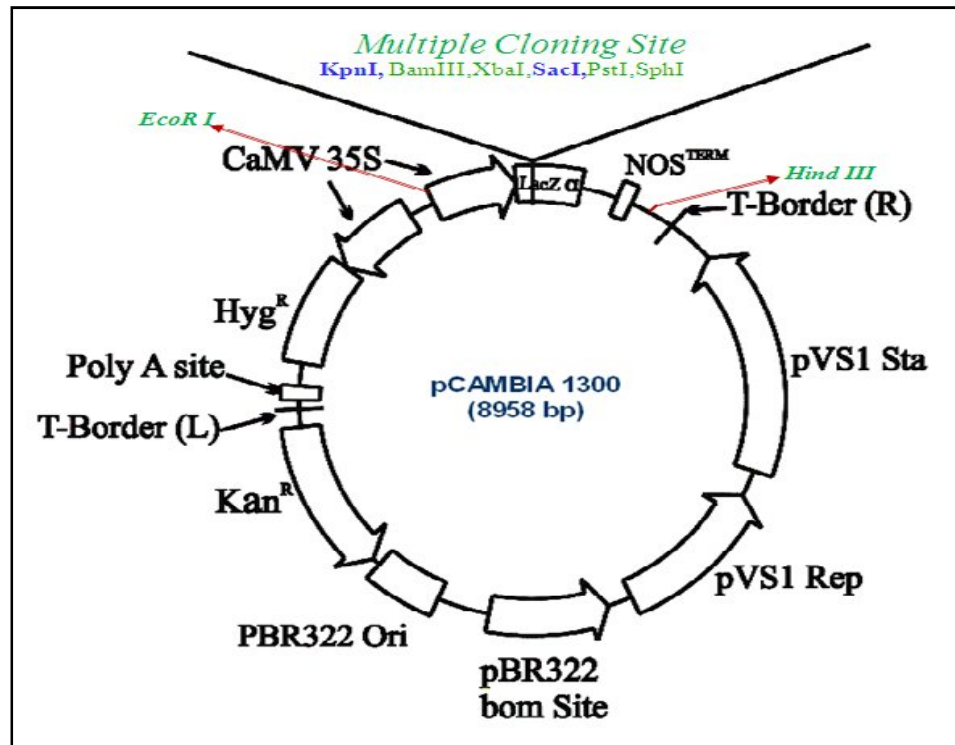 Multiple Cloning Site
KpnI, BamIII,XbaI,SacI,PstI,SphI
EcoR I
CaMV 35S
LacZ α
NOS^TERM
Hind III
T-Border (R)
Hyg^R
Poly A site
T-Border (L)
Kan^R
pCAMBIA 1300
(8958 bp)
pVS1 Sta
pVS1 Rep
PBR322 Ori
pBR322
bom Site